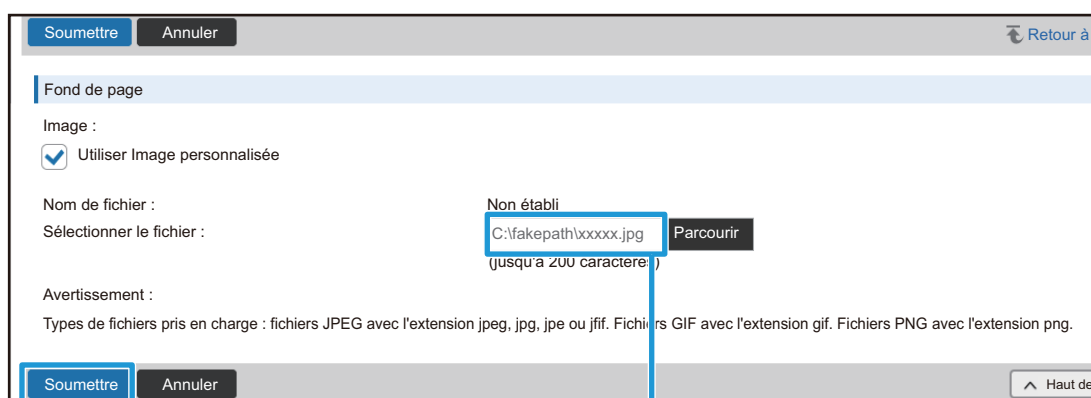 Soumettre Annuler Retour à
Fond de page
Image :
Utiliser Image personnalisée
Nom de fichier : Non établi
Sélectionner le fichier : C:\fakepath\xxxxx.jpg Parcourir
(jusqu'à 200 caractères)
Avertissement :
Types de fichiers pris en charge : fichiers JPEG avec l'extension jpeg, jpg, jpe ou jfif. Fichiers GIF avec l'extension gif. Fichiers PNG avec l'extension png.
Soumettre Annuler Haut de